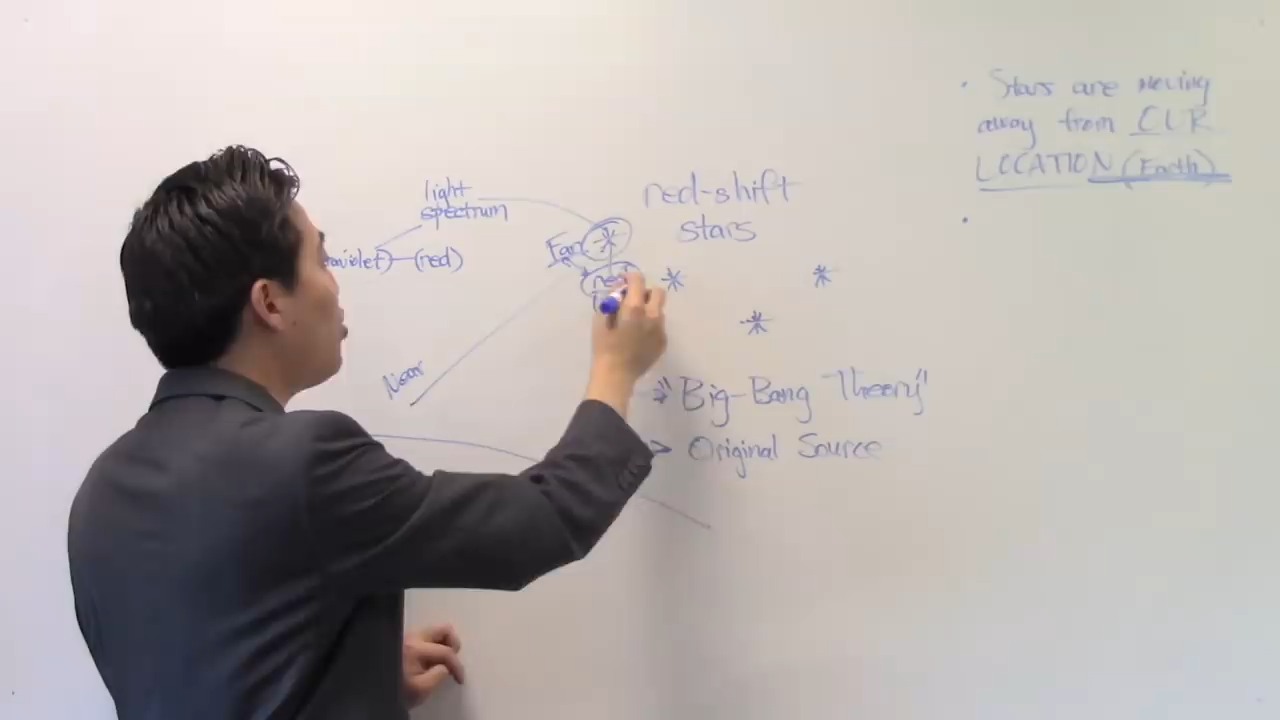 light
spectrum
(red)
Far
Near
red-shift
stars
"Big-Bang Theory"
> Original Source
• Stars are moving
away from OUR
LOCATION (Earth)
•